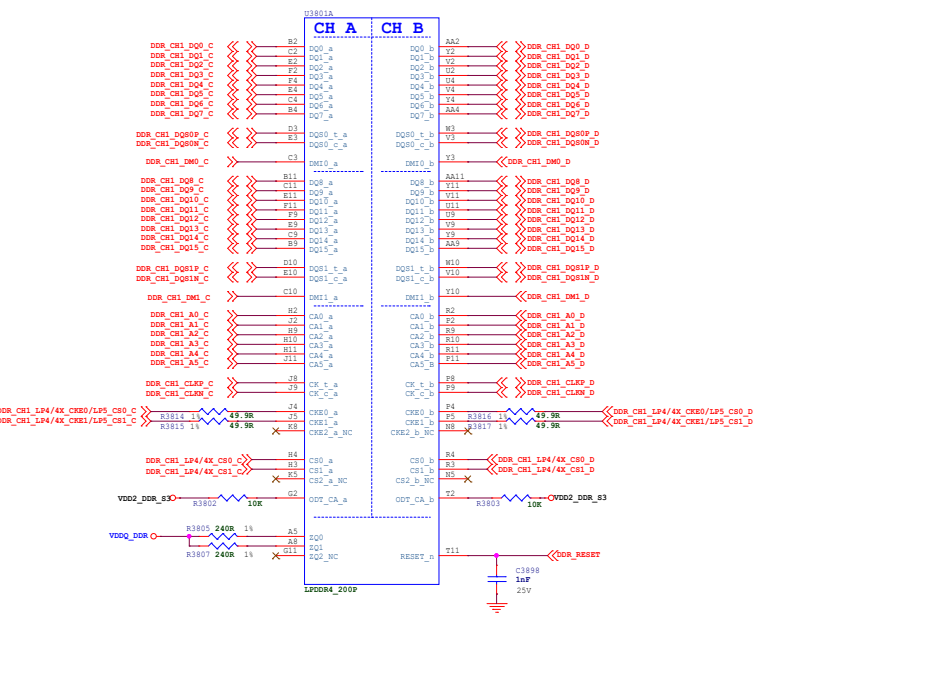 U3801A
CH A CH B
DDR_CH1_DQ0_C B2 DQ0_a DQ0_b AA2 DDR_CH1_DQ0_D
DDR_CH1_DQ1_C C2 DQ1_a DQ1_b Y2 DDR_CH1_DQ1_D
DDR_CH1_DQ2_C E2 DQ2_a DQ2_b V2 DDR_CH1_DQ2_D
DDR_CH1_DQ3_C F2 DQ3_a DQ3_b U2 DDR_CH1_DQ3_D
DDR_CH1_DQ4_C F4 DQ4_a DQ4_b U4 DDR_CH1_DQ4_D
DDR_CH1_DQ5_C E4 DQ5_a DQ5_b V4 DDR_CH1_DQ5_D
DDR_CH1_DQ6_C C4 DQ6_a DQ6_b Y4 DDR_CH1_DQ6_D
DDR_CH1_DQ7_C B4 DQ7_a DQ7_b AA4 DDR_CH1_DQ7_D
DDR_CH1_DQS0P_C D3 DQS0_t_a DQS0_t_b W3 DDR_CH1_DQS0P_D
DDR_CH1_DQS0N_C E3 DQS0_c_a DQS0_c_b V3 DDR_CH1_DQS0N_D
DDR_CH1_DM0_C C3 DMI0_a DMI0_b Y3 DDR_CH1_DM0_D
DDR_CH1_DQ8_C B11 DQ8_a DQ8_b AA11 DDR_CH1_DQ8_D
DDR_CH1_DQ9_C C11 DQ9_a DQ9_b Y11 DDR_CH1_DQ9_D
DDR_CH1_DQ10_C E11 DQ10_a DQ10_b V11 DDR_CH1_DQ10_D
DDR_CH1_DQ11_C F11 DQ11_a DQ11_b U11 DDR_CH1_DQ11_D
DDR_CH1_DQ12_C F9 DQ12_a DQ12_b U9 DDR_CH1_DQ12_D
DDR_CH1_DQ13_C E9 DQ13_a DQ13_b V9 DDR_CH1_DQ13_D
DDR_CH1_DQ14_C C9 DQ14_a DQ14_b Y9 DDR_CH1_DQ14_D
DDR_CH1_DQ15_C B9 DQ15_a DQ15_b AA9 DDR_CH1_DQ15_D
DDR_CH1_DQS1P_C D10 DQS1_t_a DQS1_t_b W10 DDR_CH1_DQS1P_D
DDR_CH1_DQS1N_C E10 DQS1_c_a DQS1_c_b V10 DDR_CH1_DQS1N_D
DDR_CH1_DM1_C C10 DMI1_a DMI1_b Y10 DDR_CH1_DM1_D
DDR_CH1_A0_C H2 CA0_a CA0_b R2 DDR_CH1_A0_D
DDR_CH1_A1_C J2 CA1_a CA1_b P2 DDR_CH1_A1_D
DDR_CH1_A2_C H9 CA2_a CA2_b R9 DDR_CH1_A2_D
DDR_CH1_A3_C H10 CA3_a CA3_b R10 DDR_CH1_A3_D
DDR_CH1_A4_C H11 CA4_a CA4_b R11 DDR_CH1_A4_D
DDR_CH1_A5_C J11 CA5_a CA5_B P11 DDR_CH1_A5_D
DDR_CH1_CLKP_C J8 CK_t_a CK_t_b P8 DDR_CH1_CLKP_D
DDR_CH1_CLKN_C J9 CK_c_a CK_c_b P9 DDR_CH1_CLKN_D
DDR_CH1_LP4/4X_CKE0/LP5_CS0_C R3814 1% 49.9R J4 CKE0_a CKE0_b P4 R3816 1% 49.9R DDR_CH1_LP4/4X_CKE0/LP5_CS0_D
DDR_CH1_LP4/4X_CKE1/LP5_CS1_C R3815 1% 49.9R J5 CKE1_a CKE1_b P5 R3817 1% 49.9R DDR_CH1_LP4/4X_CKE1/LP5_CS1_D
K8 CKE2_a_NC CKE2_b_NC N8
DDR_CH1_LP4/4X_CS0_C H4 CS0_a CS0_b R4 DDR_CH1_LP4/4X_CS0_D
DDR_CH1_LP4/4X_CS1_C H3 CS1_a CS1_b R3 DDR_CH1_LP4/4X_CS1_D
K5 CS2_a_NC CS2_b_NC N5
VDD2_DDR_S3 R3802 10K G2 ODT_CA_a ODT_CA_b T2 R3803 10K VDD2_DDR_S3
VDDQ_DDR R3805 240R 1% A5 ZQ0
R3807 240R 1% A8 ZQ1
G11 ZQ2_NC RESET_n T11 DDR_RESET
C3898
1nF
25V
LPDDR4_200P